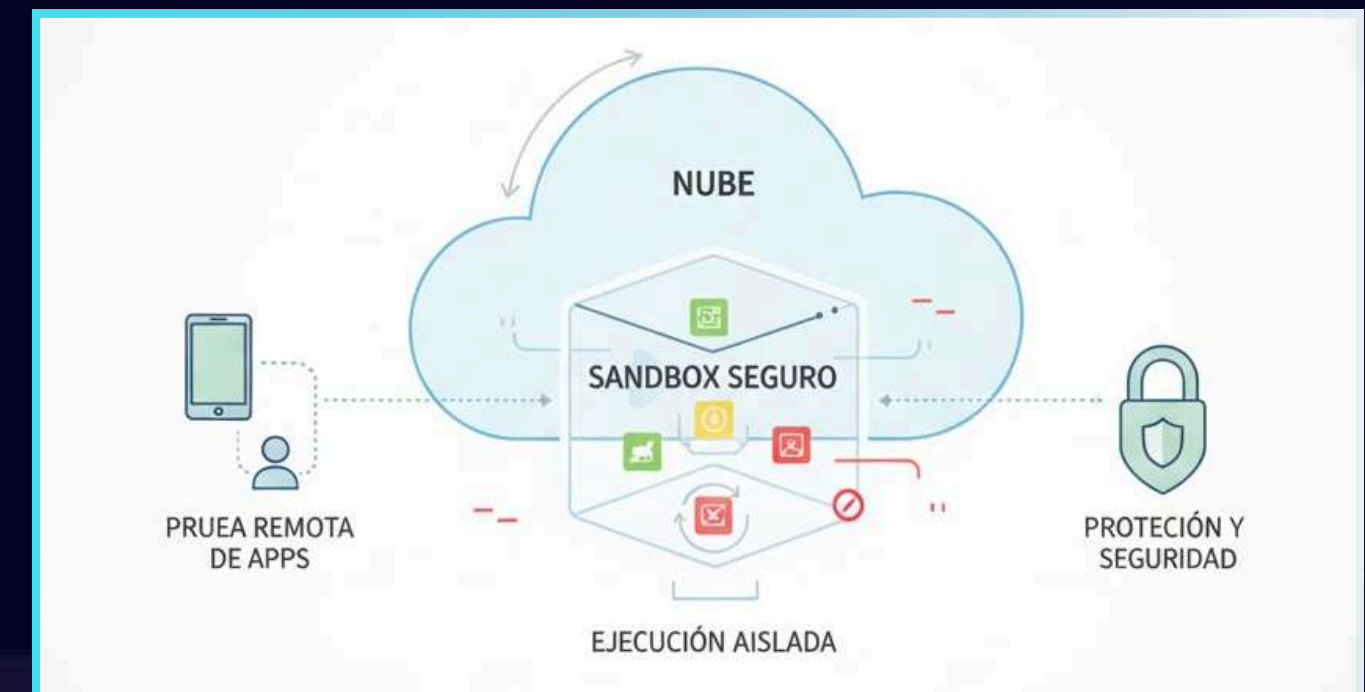 NUBE
SANDBOX SEGURO
PRUEA REMOTA
DE APPS
PROTECIÓN Y
SEGURIDAD
EJECUCIÓN AISLADA